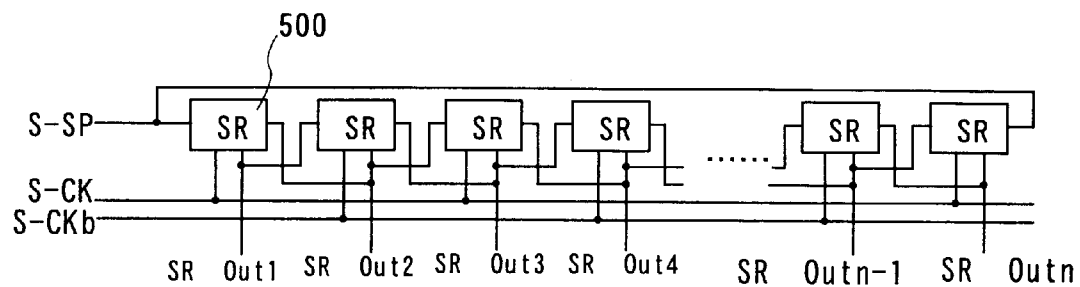 500
S-SP SR SR SR SR ...... SR SR
S-CK
S-CKb
SR Out1 SR Out2 SR Out3 SR Out4 SR Outn-1 SR Outn